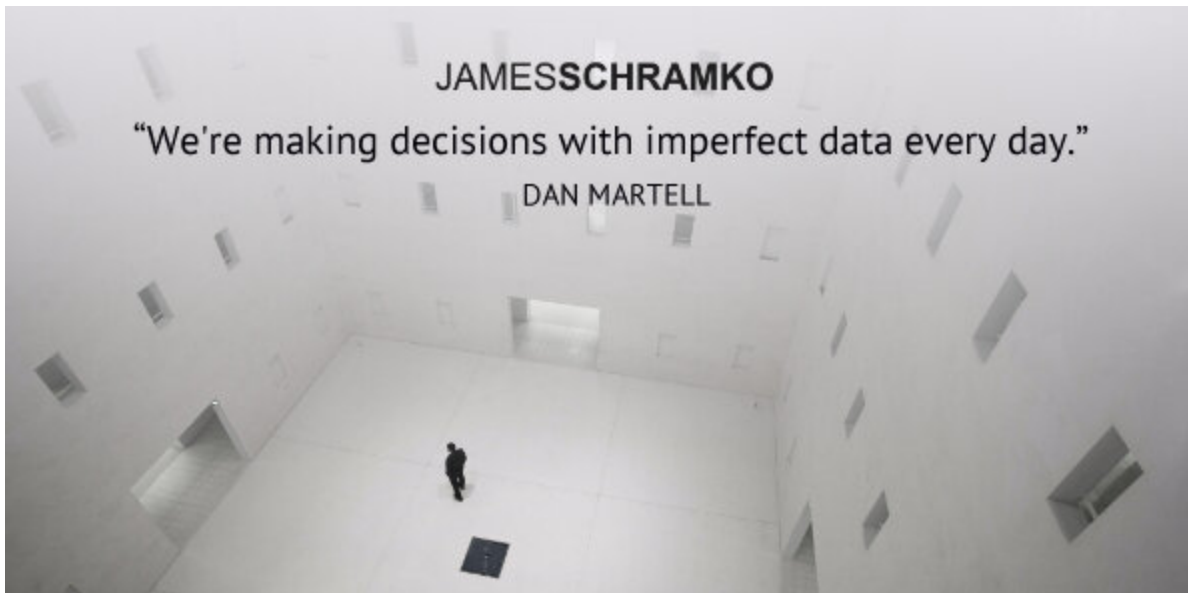 JAMESSCHRAMKO
“We're making decisions with imperfect data every day.”
DAN MARTELL